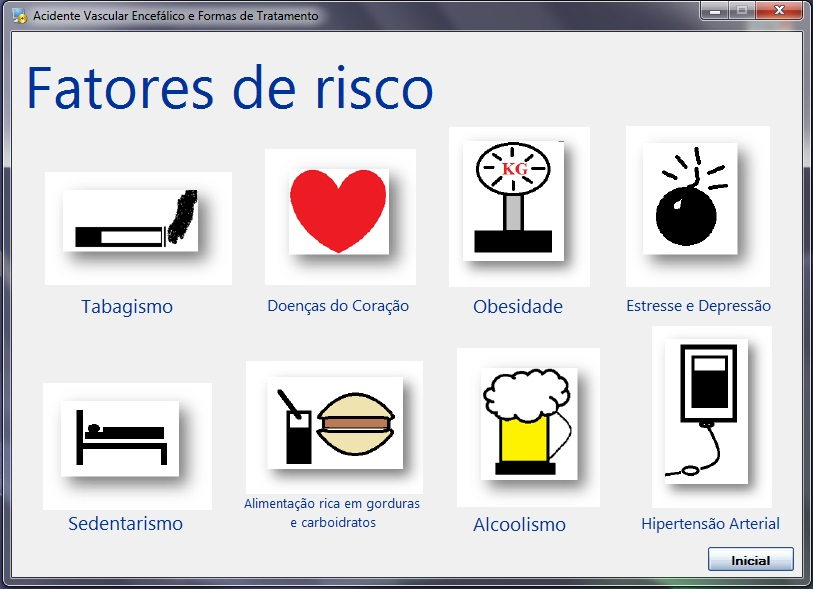 Acidente Vascular Encefálico e Formas de Tratamento
Fatores de risco
KG
Tabagismo
Doenças do Coração
Obesidade
Estresse e Depressão
Sedentarismo
Alimentação rica em gorduras
e carboidratos
Alcoolismo
Hipertensão Arterial
Inicial